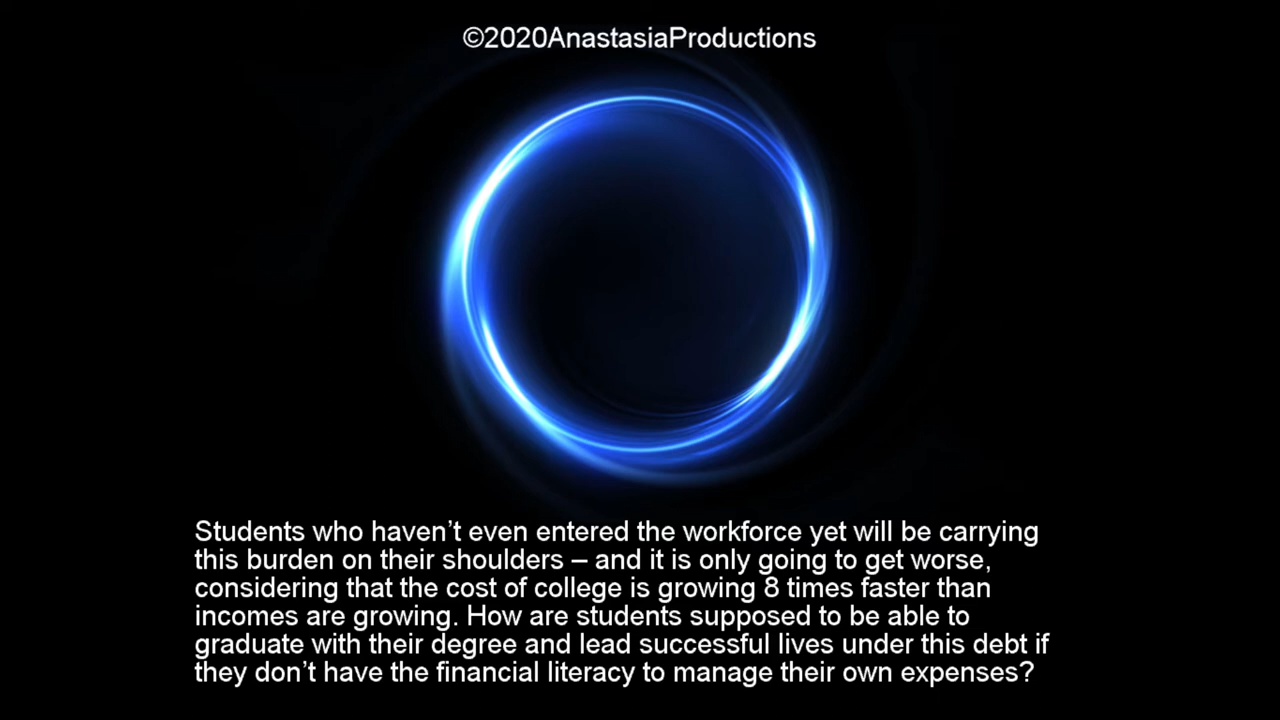 ©2020AnastasiaProductions
Students who haven’t even entered the workforce yet will be carrying
this burden on their shoulders – and it is only going to get worse,
considering that the cost of college is growing 8 times faster than
incomes are growing. How are students supposed to be able to
graduate with their degree and lead successful lives under this debt if
they don’t have the financial literacy to manage their own expenses?